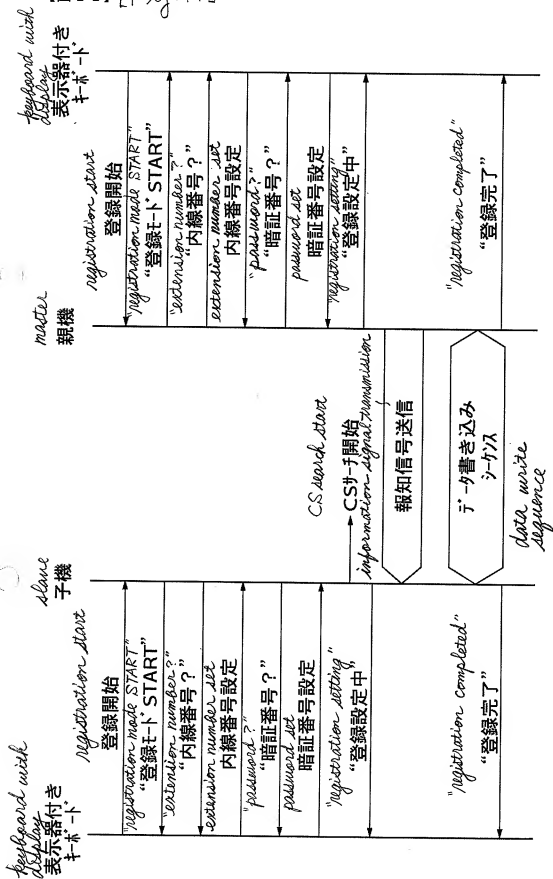 keyboard with
display
表示器付き
キーボード
slave
子機
master
親機
keyboard with
display
表示器付き
キーボード
registration start
登録開始
"registration mode START"
"登録モード START"
"extension number?"
"内線番号?"
extension number set
内線番号設定
"password?"
"暗証番号?"
password set
暗証番号設定
"registration setting"
"登録設定中"
"registration completed"
"登録完了"
CS search start
CSサーチ開始
information signal transmission
報知信号送信
データ書き込み
シーケンス
data write
sequence
registration start
登録開始
"registration mode START"
"登録モード START"
"extension number?"
"内線番号?"
extension number set
内線番号設定
"password?"
"暗証番号?"
password set
暗証番号設定
"registration setting"
"登録設定中"
"registration completed"
"登録完了"